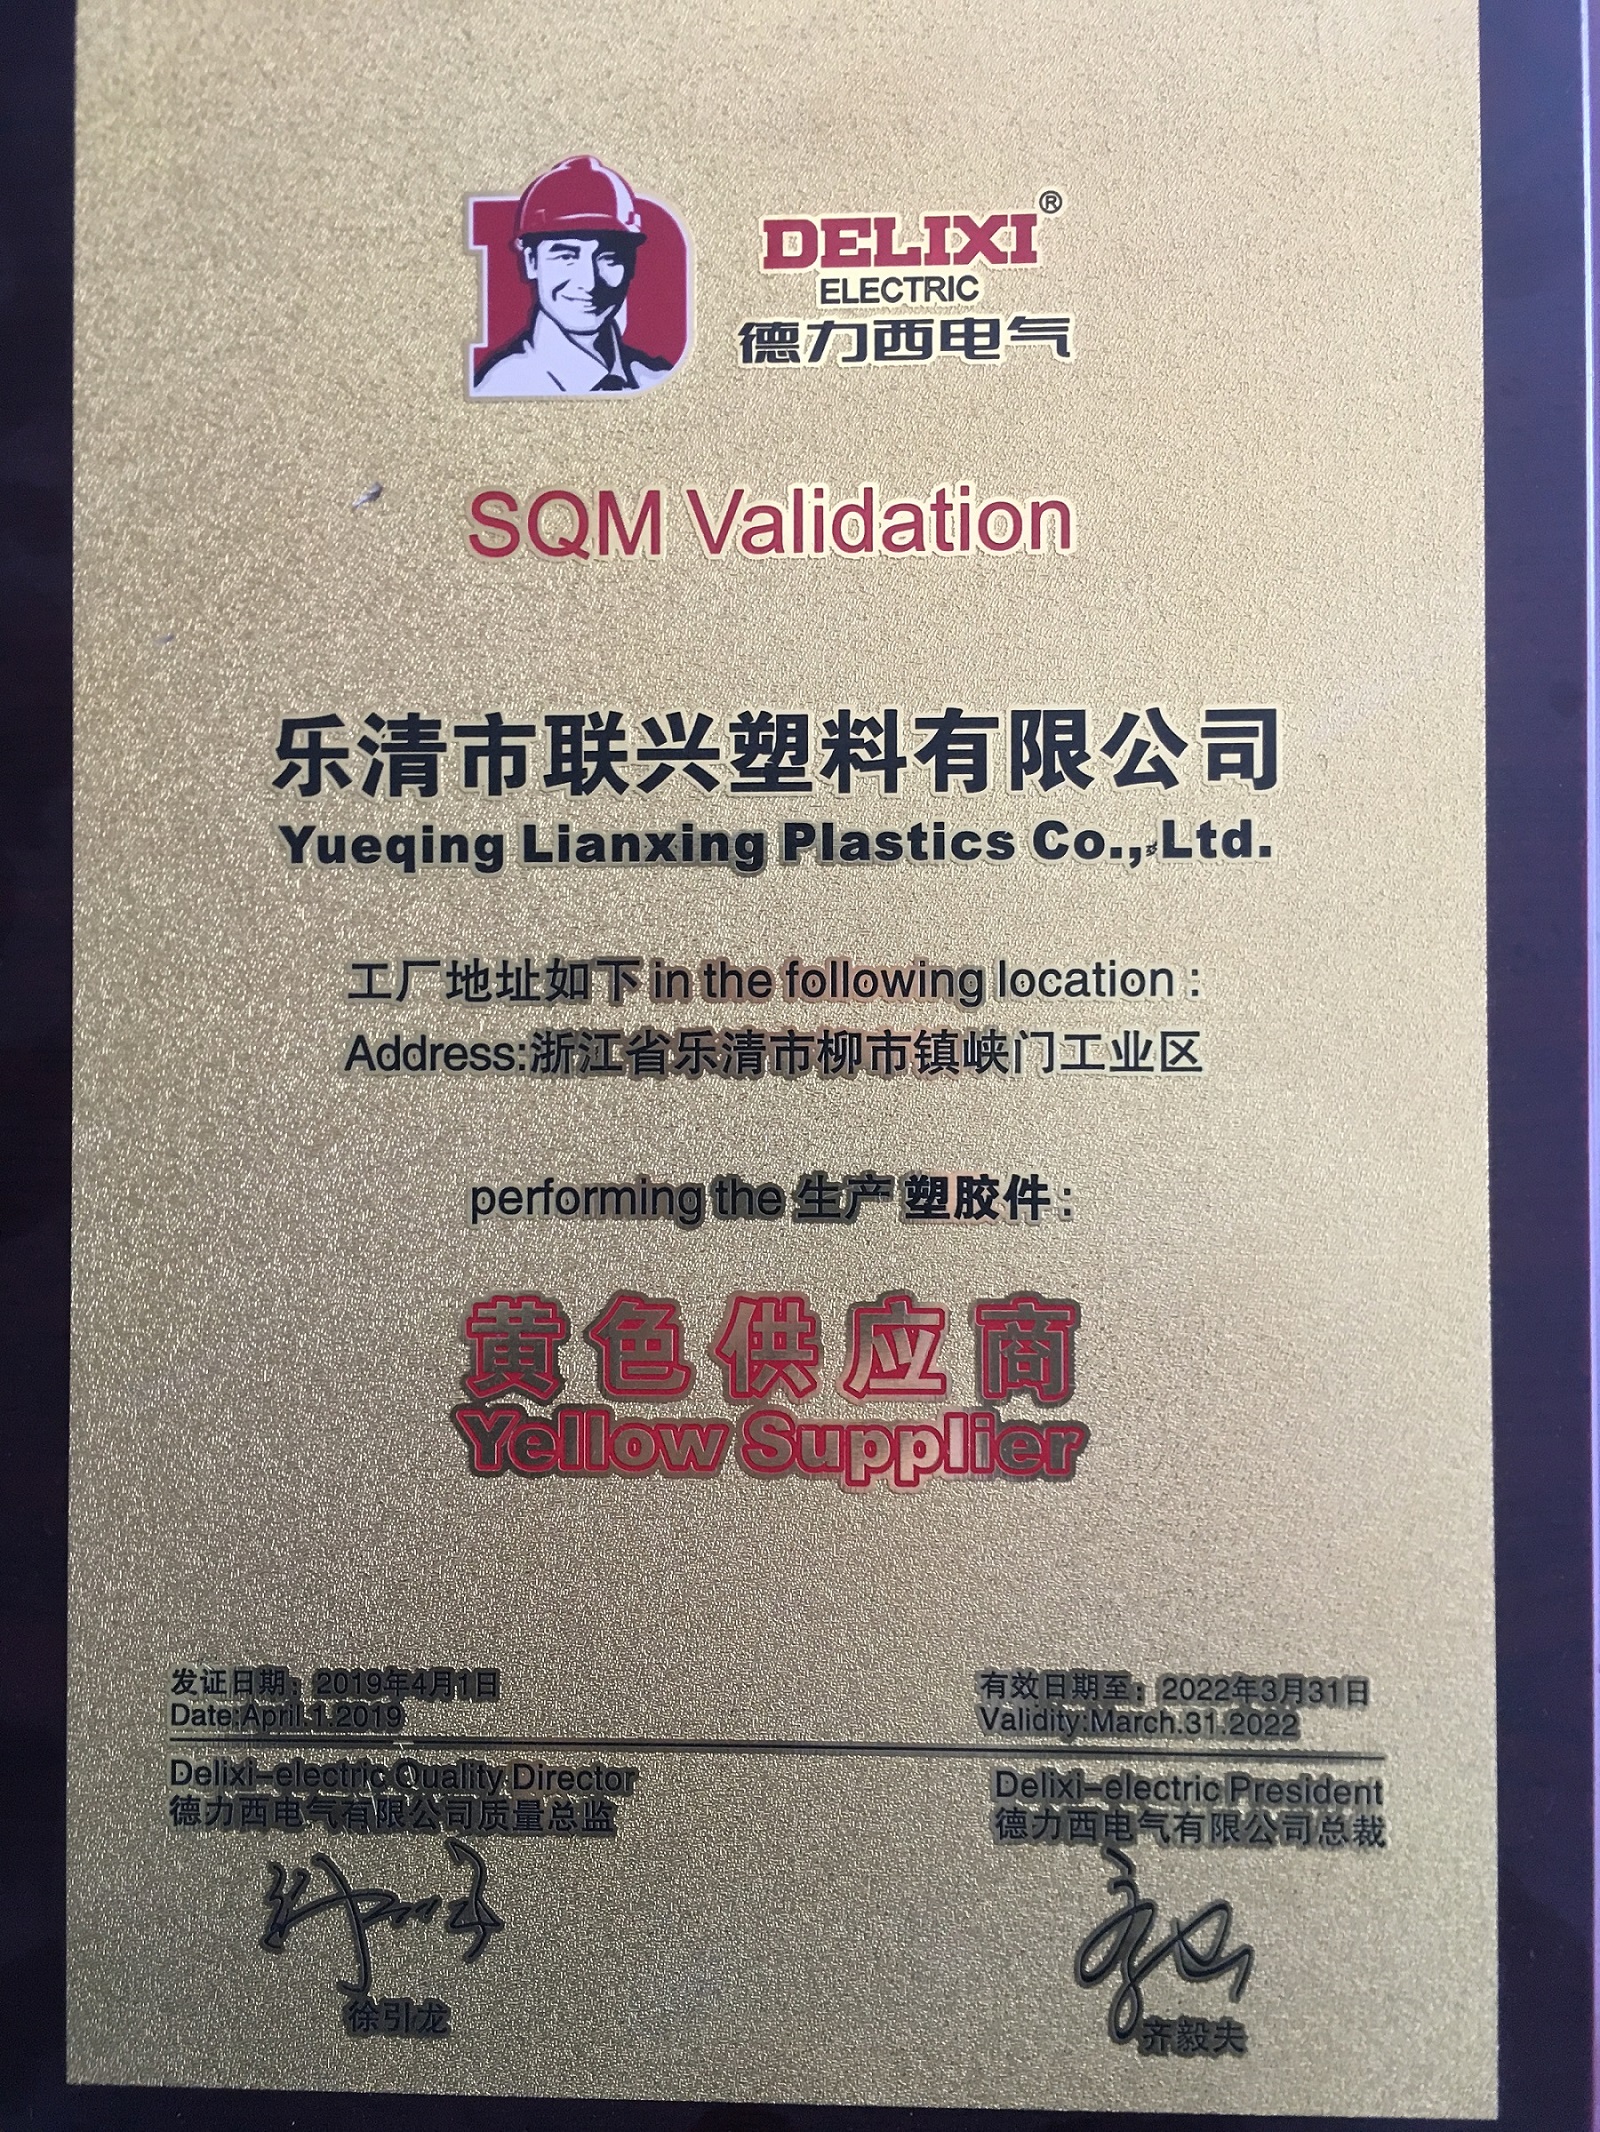 DELIXI®
ELECTRIC
德力西电气
SQM Validation
乐清市联兴塑料有限公司
Yueqing Lianxing Plastics Co., Ltd.
工厂地址如下 in the following location :
Address:浙江省乐清市柳市镇峡门工业区
performing the 生产 塑胶件 :
黄色供应商
Yellow Supplier
发证日期：2019年4月1日
Date:April.1.2019
有效日期至：2022年3月31日
Validity:March.31.2022
Delixi-electric Quality Director
德力西电气有限公司质量总监
Delixi-electric President
德力西电气有限公司总裁
徐引龙
齐毅夫